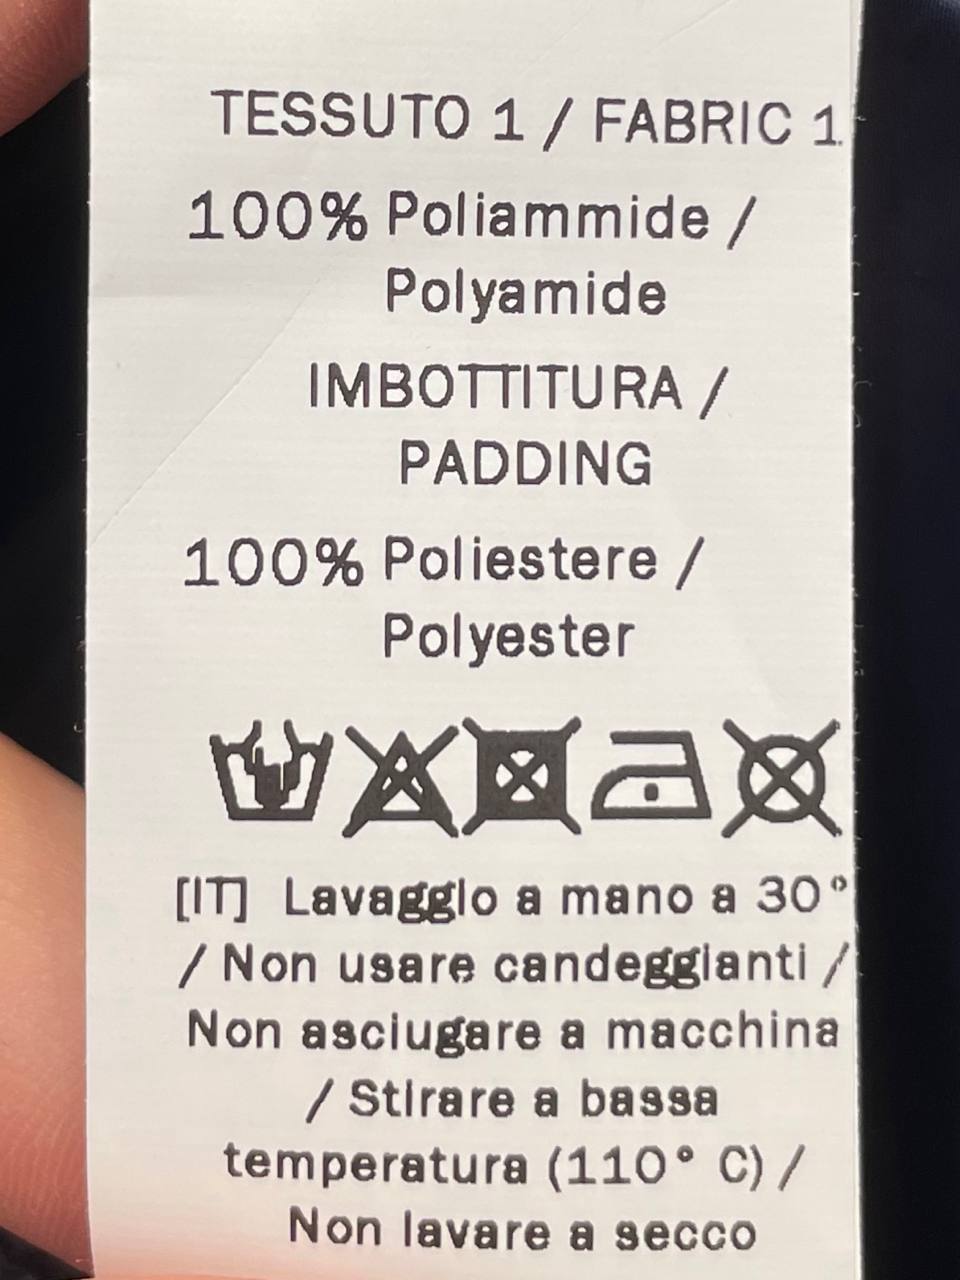 TESSUTO 1 / FABRIC 1
100% Poliammide /
Polyamide
IMBOTTITURA /
PADDING
100% Poliestere /
Polyester
[IT] Lavaggio a mano a 30°
/ Non usare candeggianti /
Non asciugare a macchina
/ Stirare a bassa
temperatura (110° C) /
Non lavare a secco